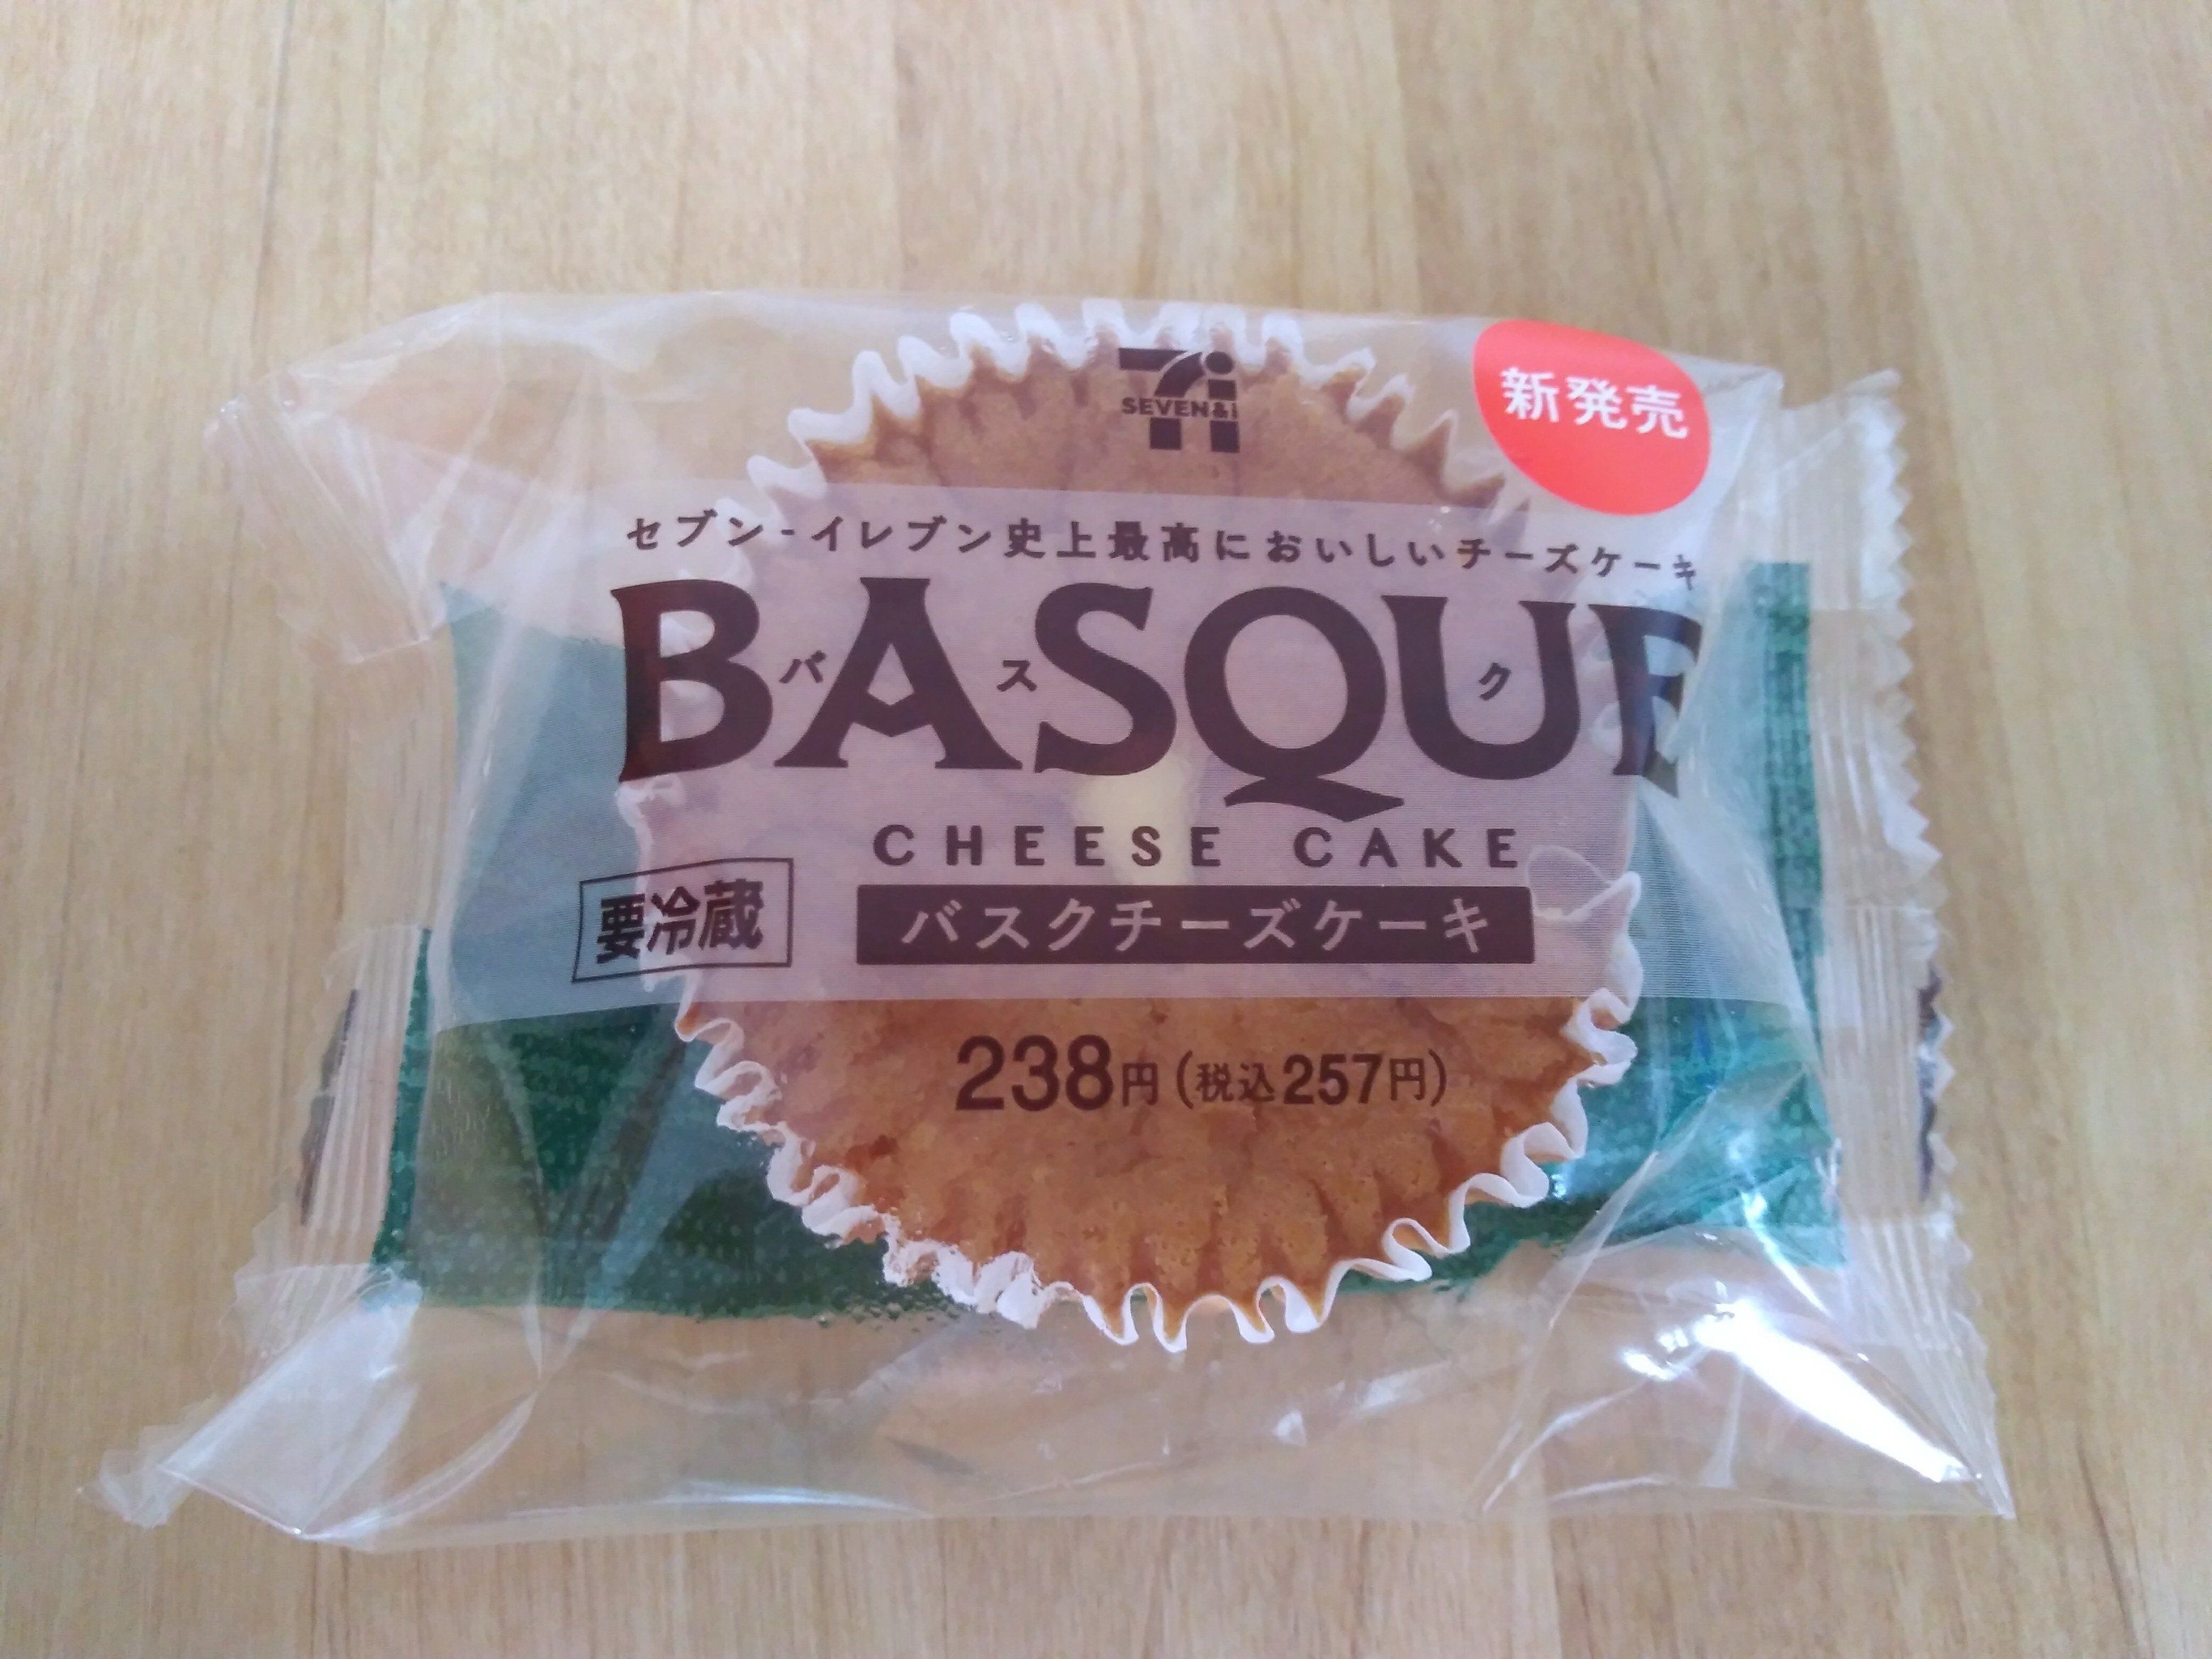 SEVEN&i
新発売
セブン-イレブン史上最高においしいチーズケーキ
BASQUE
バスク
CHEESE CAKE
要冷蔵
バスクチーズケーキ
238円(税込257円)